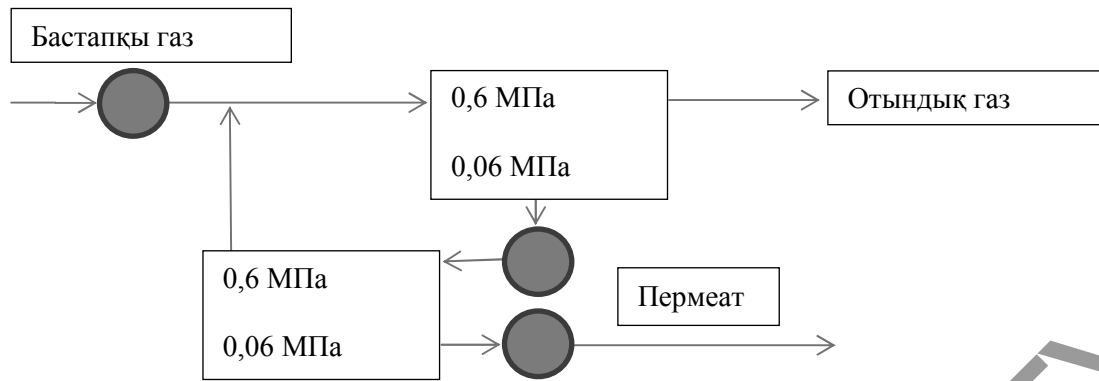 Бастапқы газ
0,6 МПа
0,06 МПа
Отындық газ
0,6 МПа
0,06 МПа
Пермеат